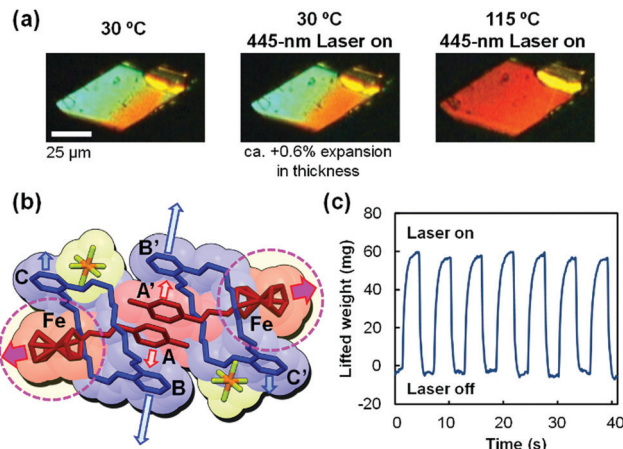 (a)
30 ºC
30 ºC
445-nm Laser on
115 ºC
445-nm Laser on
25 µm
ca. +0.6% expansion
in thickness
(b)
B'
C
A'
Fe
Fe
A
B
C'
(c)
Lifted weight (mg)
80
60
40
20
0
-20
Laser on
Laser off
0
10
20
30
40
Time (s)